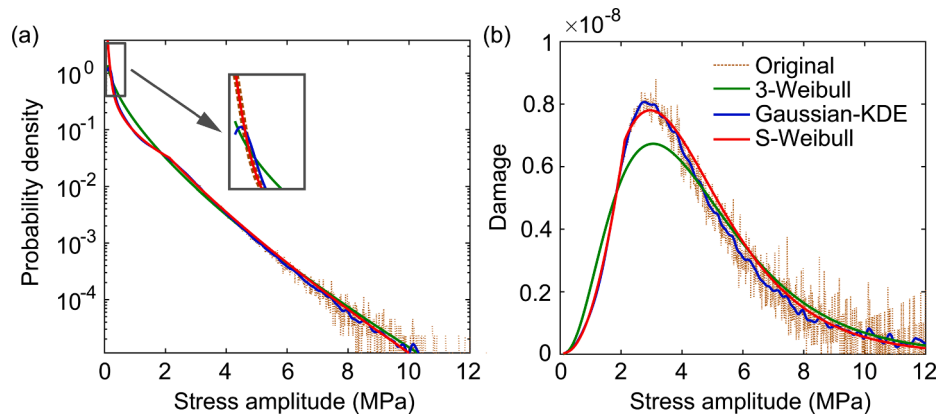 (a)
Probability density
10^0
10^-1
10^-2
10^-3
10^-4
0 2 4 6 8 10 12
Stress amplitude (MPa)
(b)
×10^-8
Damage
1.0
0.8
0.6
0.4
0.2
0
Original
3-Weibull
Gaussian-KDE
S-Weibull
0 2 4 6 8 10 12
Stress amplitude (MPa)